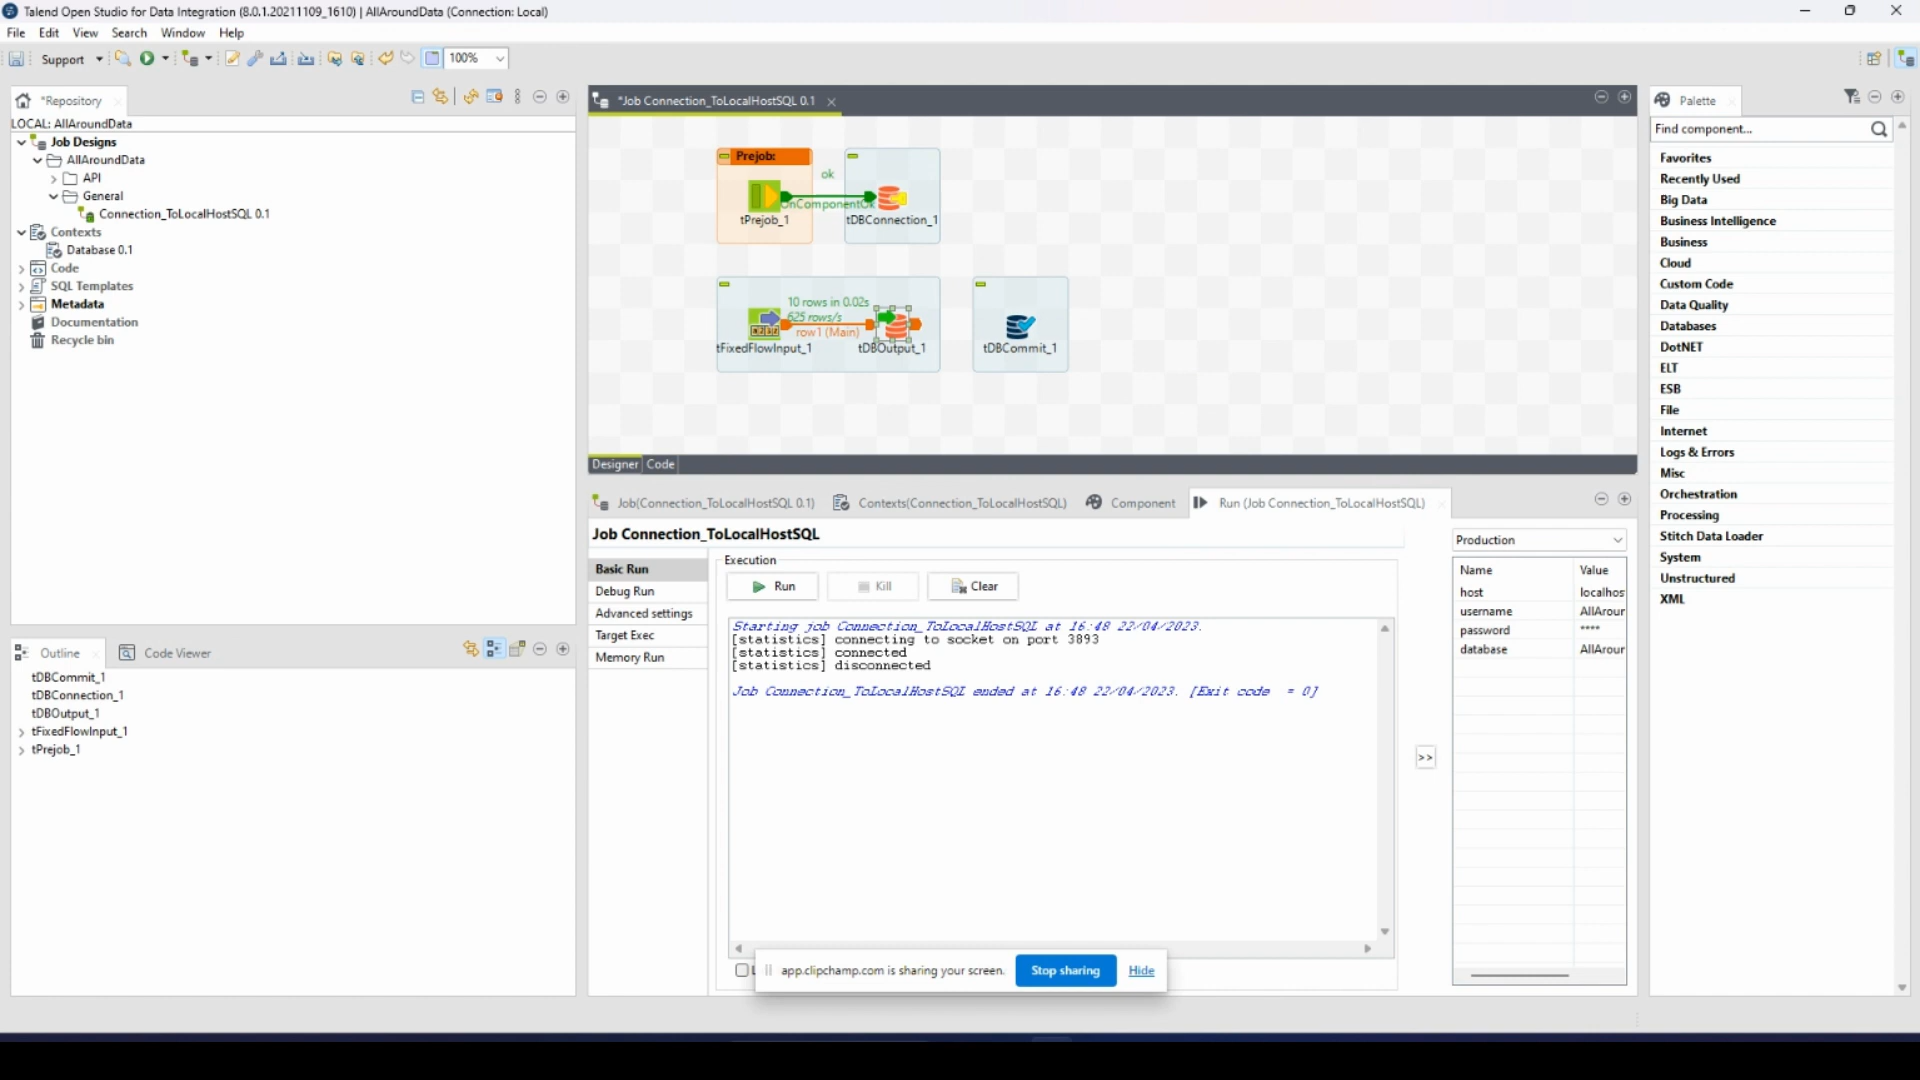 Talend Open Studio for Data Integration (8.0.1.20211109_1610) | AllAroundData (Connection: Local)
File Edit View Search Window Help
Support 100%
*Repository
LOCAL: AllAroundData
Job Designs
AllAroundData
API
General
Connection_ToLocalHostSQL 0.1
Contexts
Database 0.1
Code
SQL Templates
Metadata
Documentation
Recycle bin
Outline Code Viewer
tDBCommit_1
tDBConnection_1
tDBOutput_1
tFixedFlowInput_1
tPrejob_1
*Job Connection_ToLocalHostSQL 0.1
Prejob:
ok
OnComponentOk
tPrejob_1 tDBConnection_1
10 rows in 0.02s
625 rows/s
row1 (Main)
tFixedFlowInput_1 tDBOutput_1 tDBCommit_1
Designer Code
Job(Connection_ToLocalHostSQL 0.1) Contexts(Connection_ToLocalHostSQL) Component Run (Job Connection_ToLocalHostSQL)
Job Connection_ToLocalHostSQL
Basic Run
Debug Run
Advanced settings
Target Exec
Memory Run
Execution
Run Kill Clear
Starting job Connection_ToLocalHostSQL at 16:48 22/04/2023.
[statistics] connecting to socket on port 3893
[statistics] connected
[statistics] disconnected
Job Connection_ToLocalHostSQL ended at 16:48 22/04/2023. [Exit code = 0]
>>
Production
Name Value
host localhos
username AllArour
password ****
database AllArour
app.clipchamp.com is sharing your screen. Stop sharing Hide
Palette
Find component...
Favorites
Recently Used
Big Data
Business Intelligence
Business
Cloud
Custom Code
Data Quality
Databases
DotNET
ELT
ESB
File
Internet
Logs & Errors
Misc
Orchestration
Processing
Stitch Data Loader
System
Unstructured
XML